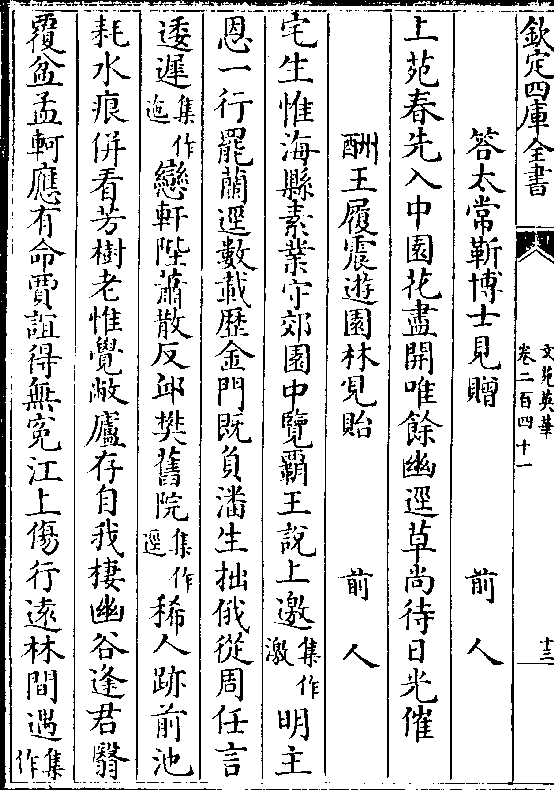 欽定四庫全書
文苑英華
卷二百四十一
十三
答太常靳博士見贈
前人
上苑春先入中園花盡開唯餘幽逕草尚待日光催
酬王履震遊園林見貽
前人
宅生惟海縣素業守郊園中覽霸王說上邀集作激明主
恩一行罷蘭逕數載歴金門既負潘生拙俄從周任言
逶遲集作迤戀軒陛蕭散反邱樊舊院集作逕稀人跡前池
耗水痕併看芳樹老惟覺敝廬存自我棲幽谷逢君翳
覆盆孟軻應有命賈誼得無寃江上傷行遠林間遇集作